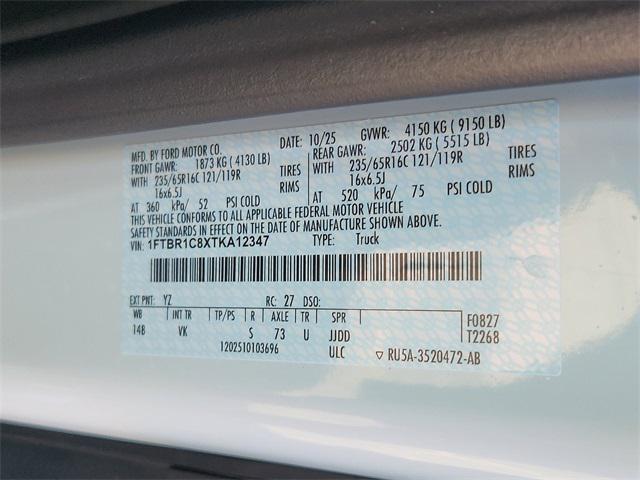 MFD. BY FORD MOTOR CO. DATE: 10/25 GVWR: 4150 KG ( 9150 LB)
FRONT GAWR: 1873 KG ( 4130 LB) REAR GAWR: 2502 KG ( 5515 LB)
WITH 235/65R16C 121/119R TIRES WITH 235/65R16C 121/119R TIRES
16x6.5J RIMS 16x6.5J RIMS
AT 360 kPa/ 52 PSI COLD AT 520 kPa/ 75 PSI COLD
THIS VEHICLE CONFORMS TO ALL APPLICABLE FEDERAL MOTOR VEHICLE
SAFETY STANDARDS IN EFFECT ON THE DATE OF MANUFACTURE SHOWN ABOVE.
VIN: 1FTBR1C8XTKA12347 TYPE: Truck
EXT PNT: YZ RC: 27 DSO:
WB INT TR TP/PS R AXLE TR SPR F0827
14B VK S 73 U JJDD T2268
1202510103696 ULC ▽ RU5A-3520472-AB